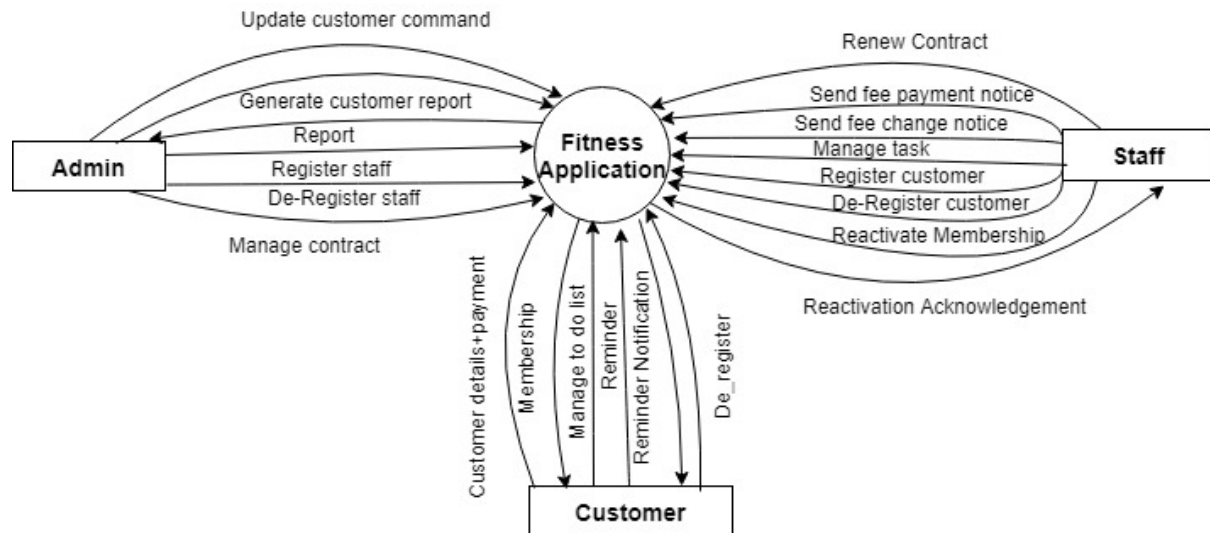 Update customer command
Generate customer report
Report
Admin
Register staff
De-Register staff
Manage contract
Fitness
Application
Renew Contract
Send fee payment notice
Send fee change notice
Manage task
Staff
Register customer
De-Register customer
Reactivate Membership
Reactivation Acknowledgement
Customer details+payment
Membership
Manage to do list
Reminder
Reminder Notification
De_register
Customer